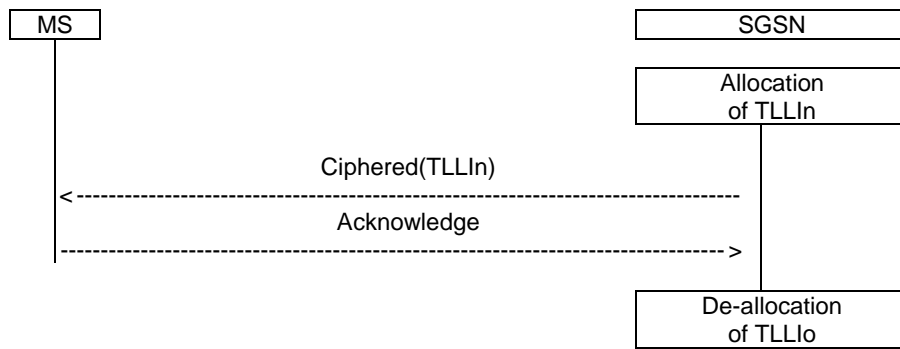 MS
SGSN
Allocation
of TLLIn
Ciphered(TLLIn)
Acknowledge
De-allocation
of TLLIo